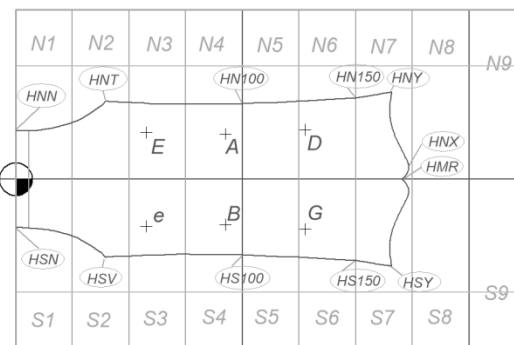 N1 N2 N3 N4 N5 N6 N7 N8 N9
HNT HN100 HN150 HNY
HNN
E A D
HNX
HMR
e B G
HSN HSV HS100 HS150 HSY
S1 S2 S3 S4 S5 S6 S7 S8 S9